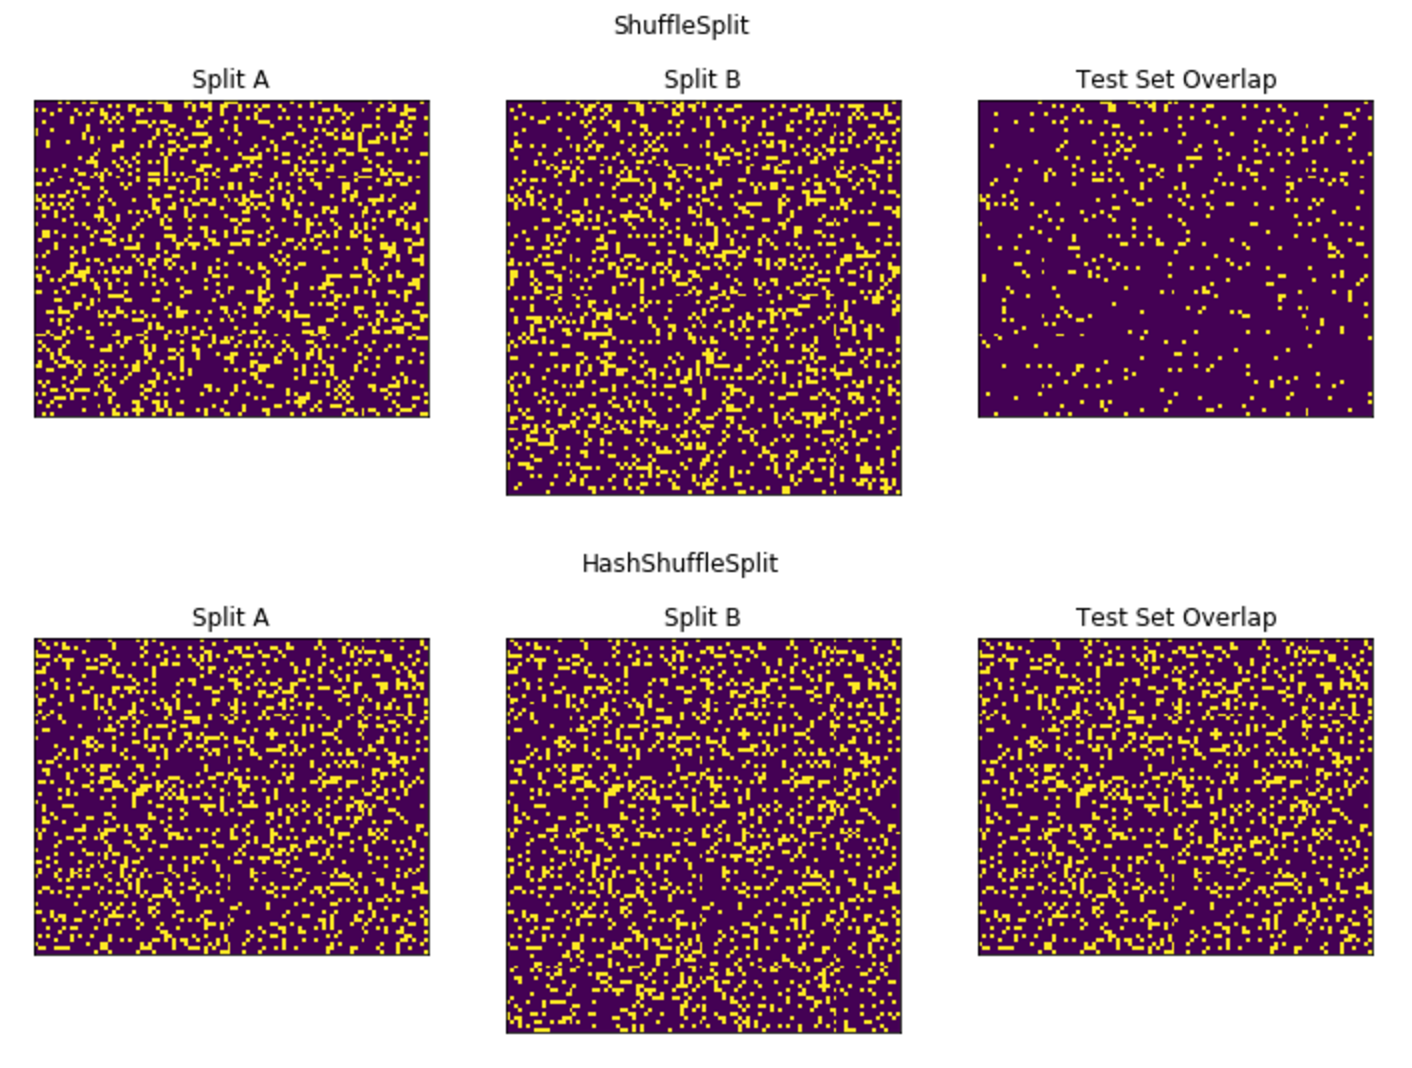 ShuffleSplit
Split A
Split B
Test Set Overlap
HashShuffleSplit
Split A
Split B
Test Set Overlap